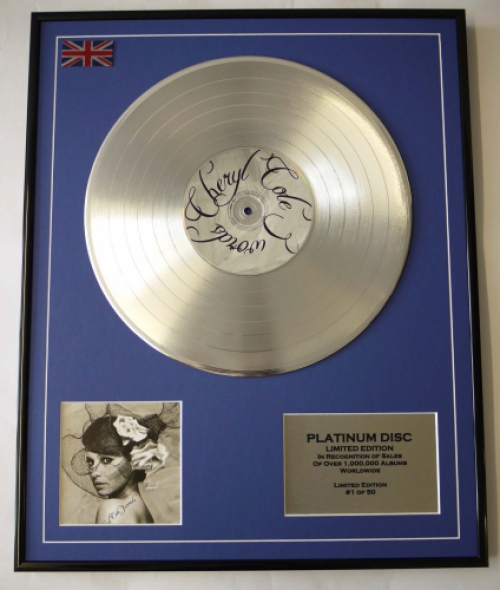 Cheryl Cole
words
PLATINUM DISC
LIMITED EDITION
IN RECOGNITION OF SALES
OF OVER 1,000,000 ALBUMS
WORLDWIDE
LIMITED EDITION
#1 OF 50